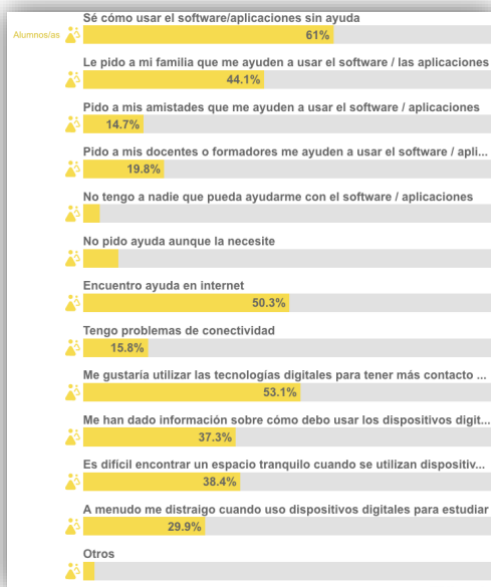 Sé cómo usar el software/aplicaciones sin ayuda
Alumnos/as
61%
Le pido a mi familia que me ayuden a usar el software / las aplicaciones
44.1%
Pido a mis amistades que me ayuden a usar el software / aplicaciones
14.7%
Pido a mis docentes o formadores me ayuden a usar el software / apli...
19.8%
No tengo a nadie que pueda ayudarme con el software / aplicaciones
No pido ayuda aunque la necesite
Encuentro ayuda en internet
50.3%
Tengo problemas de conectividad
15.8%
Me gustaría utilizar las tecnologías digitales para tener más contacto ...
53.1%
Me han dado información sobre cómo debo usar los dispositivos digit...
37.3%
Es difícil encontrar un espacio tranquilo cuando se utilizan dispositiv...
38.4%
A menudo me distraigo cuando uso dispositivos digitales para estudiar
29.9%
Otros